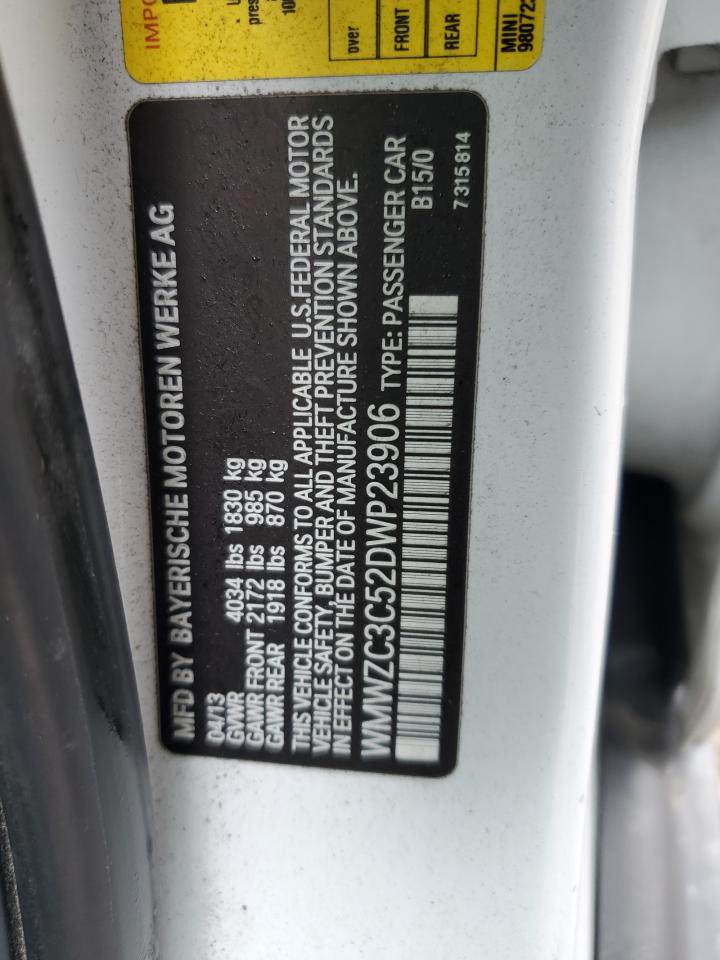 MFD BY BAYERISCHE MOTOREN WERKE AG
04/13
GVWR 4034 lbs 1830 kg
GAWR FRONT 2172 lbs 985 kg
GAWR REAR 1918 lbs 870 kg
THIS VEHICLE CONFORMS TO ALL APPLICABLE U.S.FEDERAL MOTOR
VEHICLE SAFETY, BUMPER AND THEFT PREVENTION STANDARDS
IN EFFECT ON THE DATE OF MANUFACTURE SHOWN ABOVE.
WMWZC3C52DWP23906 TYPE: PASSENGER CAR
B15/0
7 315 814
over
FRONT
REAR
MINI